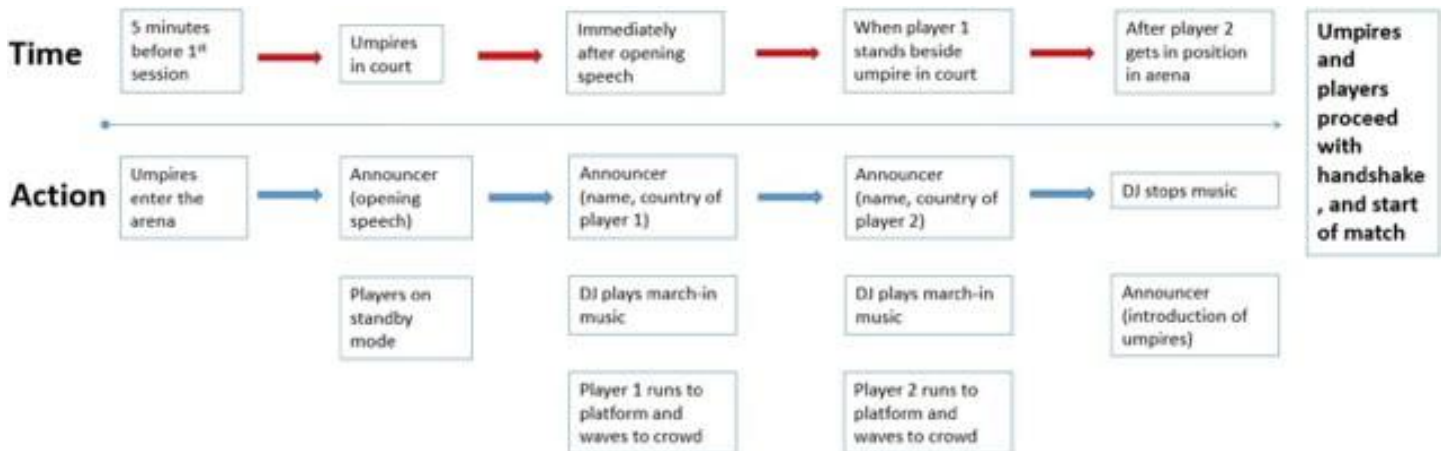 Time
5 minutes
before 1st
session
Umpires
in court
Immediately
after opening
speech
When player 1
stands beside
umpire in court
After player 2
gets in position
in arena
Umpires
and
players
proceed
with
handshake
, and start
of match
Action
Umpires
enter the
arena
Announcer
(opening
speech)
Announcer
(name, country of
player 1)
Announcer
(name, country of
player 2)
DJ stops music
Players on
standby
mode
DJ plays march-in
music
DJ plays march-in
music
Announcer
(introduction of
umpires)
Player 1 runs to
platform and
waves to crowd
Player 2 runs to
platform and
waves to crowd